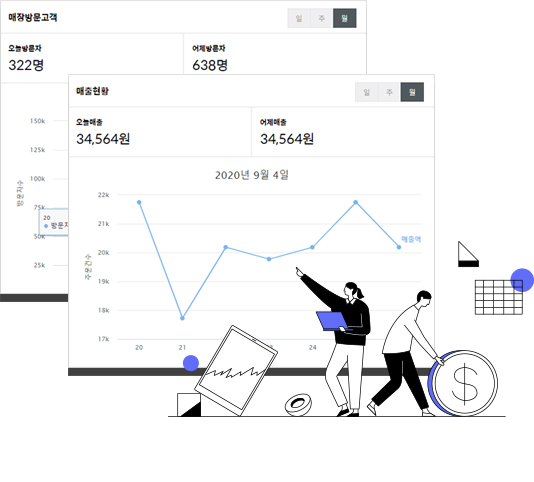 매장방문고객
일 주 월
오늘방문자
322명
어제방문자
638명
150k
125k
100k
75k
50k
25k
방문자수
20
매출현황
일 주 월
오늘매출
34,564원
어제매출
34,564원
2020년 9월 4일
22k
21k
20k
19k
18k
17k
주문건수
매출액
20
21
24
$